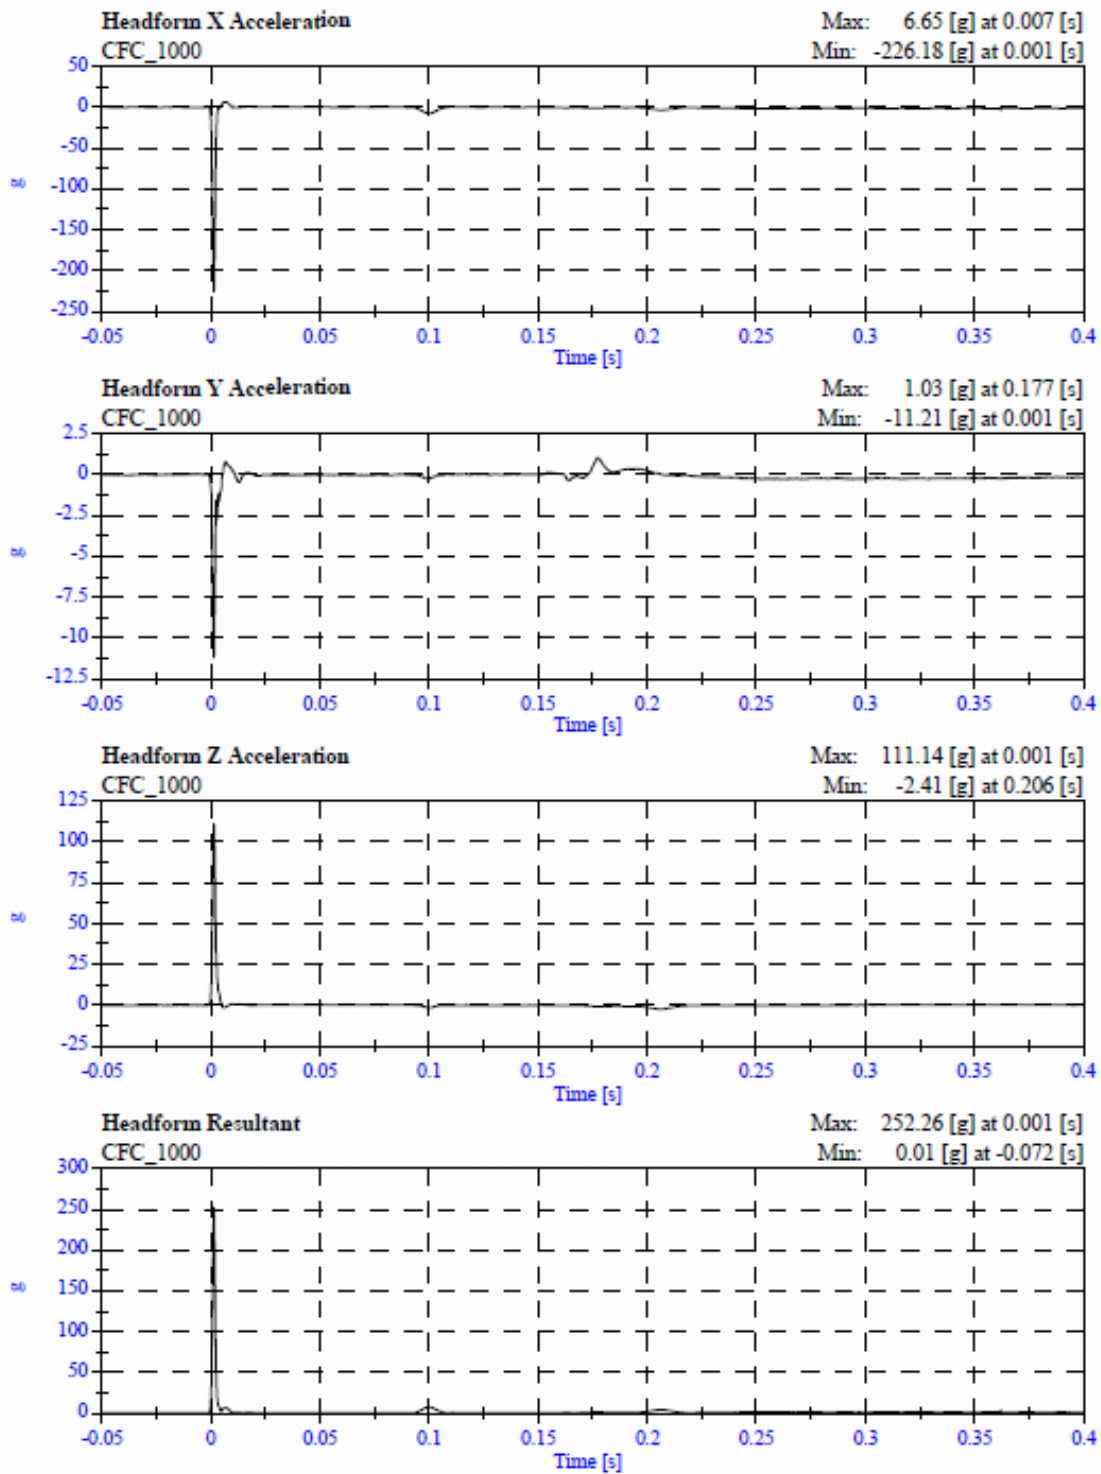 Headform X Acceleration Max: 6.65 [g] at 0.007 [s]
CFC_1000 Min: -226.18 [g] at 0.001 [s]
50
0
-50
-100
-150
-200
-250
g
-0.05 0 0.05 0.1 0.15 0.2 0.25 0.3 0.35 0.4
Time [s]
Headform Y Acceleration Max: 1.03 [g] at 0.177 [s]
CFC_1000 Min: -11.21 [g] at 0.001 [s]
2.5
0
-2.5
-5
-7.5
-10
-12.5
g
-0.05 0 0.05 0.1 0.15 0.2 0.25 0.3 0.35 0.4
Time [s]
Headform Z Acceleration Max: 111.14 [g] at 0.001 [s]
CFC_1000 Min: -2.41 [g] at 0.206 [s]
125
100
75
50
25
0
-25
g
-0.05 0 0.05 0.1 0.15 0.2 0.25 0.3 0.35 0.4
Time [s]
Headform Resultant Max: 252.26 [g] at 0.001 [s]
CFC_1000 Min: 0.01 [g] at -0.072 [s]
300
250
200
150
100
50
0
g
-0.05 0 0.05 0.1 0.15 0.2 0.25 0.3 0.35 0.4
Time [s]